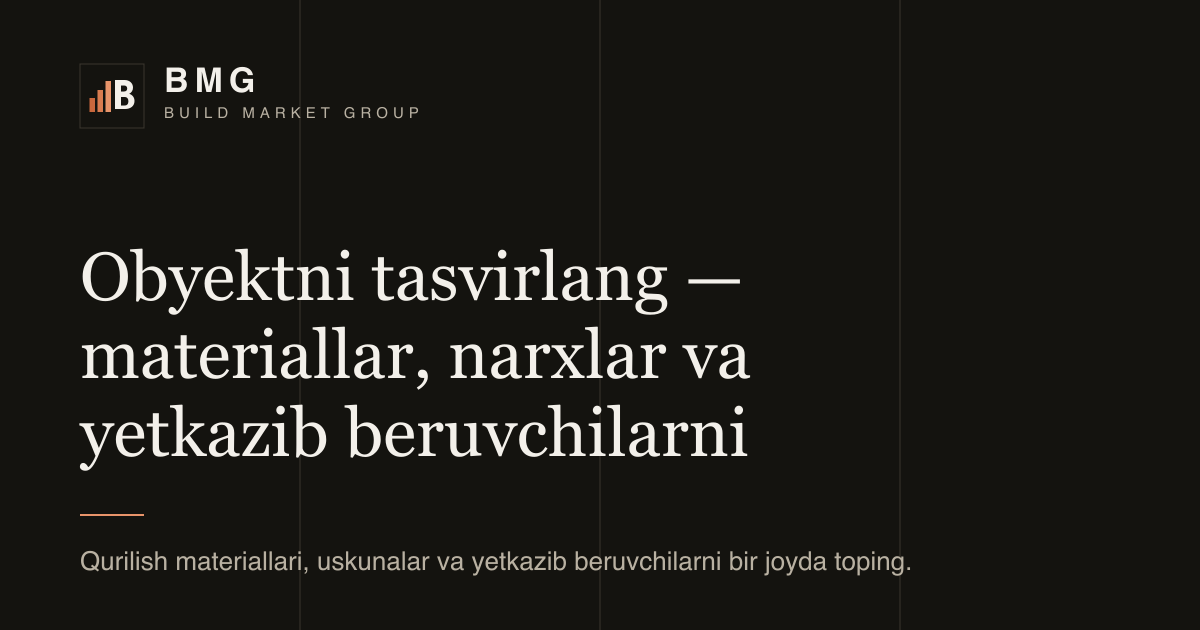 B
BMG
BUILD MARKET GROUP
Obyektni tasvirlang —
materiallar, narxlar va
yetkazib beruvchilarni
Qurilish materiallari, uskunalar va yetkazib beruvchilarni bir joyda toping.